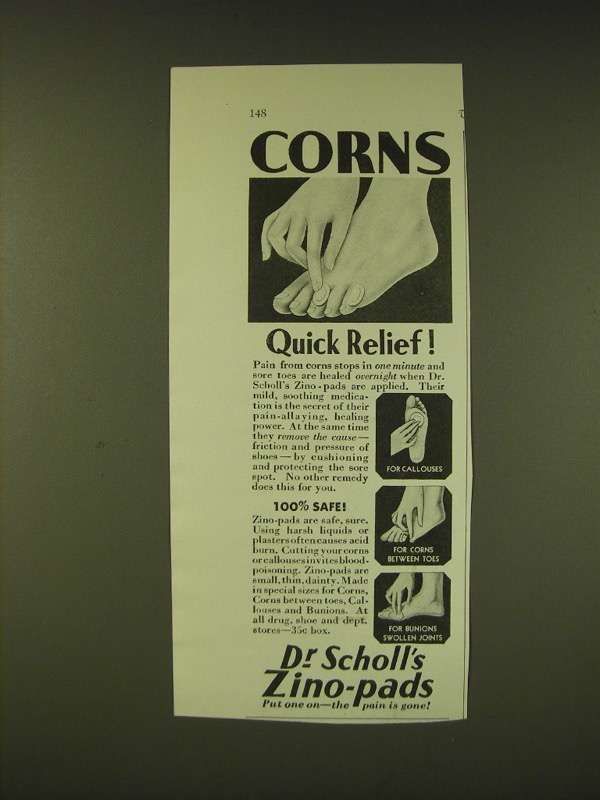 148
CORNS
Quick Relief!
Pain from corns stops in one minute and
sore toes are healed overnight when Dr.
Scholl's Zino-pads are applied. Their
mild, soothing medica-
tion is the secret of their
pain-allaying, healing
power. At the same time
they remove the cause—
friction and pressure of
shoes—by cushioning
and protecting the sore
spot. No other remedy
does this for you.
FOR CALLOUSES
100% SAFE!
Zino-pads are safe, sure.
Using harsh liquids or
plasters often causes acid
burn. Cutting your corns
or callouses invites blood-
poisoning. Zino-pads are
small, thin, dainty. Made
in special sizes for Corns,
Corns between toes, Cal-
louses and Bunions. At
all drug, shoe and dept.
stores—35c box.
FOR CORNS
BETWEEN TOES
FOR BUNIONS
SWOLLEN JOINTS
Dr Scholl's
Zino-pads
Put one on—the pain is gone!